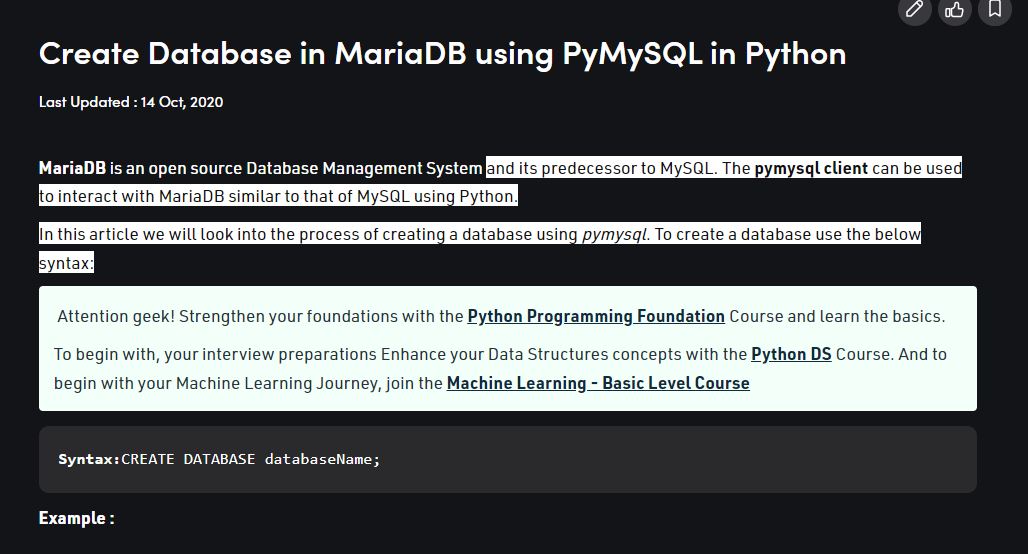 Create Database in MariaDB using PyMySQL in Python
Last Updated : 14 Oct, 2020
MariaDB is an open source Database Management System and its predecessor to MySQL. The pymysql client can be used
to interact with MariaDB similar to that of MySQL using Python.
In this article we will look into the process of creating a database using pymysql. To create a database use the below
syntax:
Attention geek! Strengthen your foundations with the Python Programming Foundation Course and learn the basics.
To begin with, your interview preparations Enhance your Data Structures concepts with the Python DS Course. And to
begin with your Machine Learning Journey, join the Machine Learning - Basic Level Course
Syntax:CREATE DATABASE databaseName;
Example :